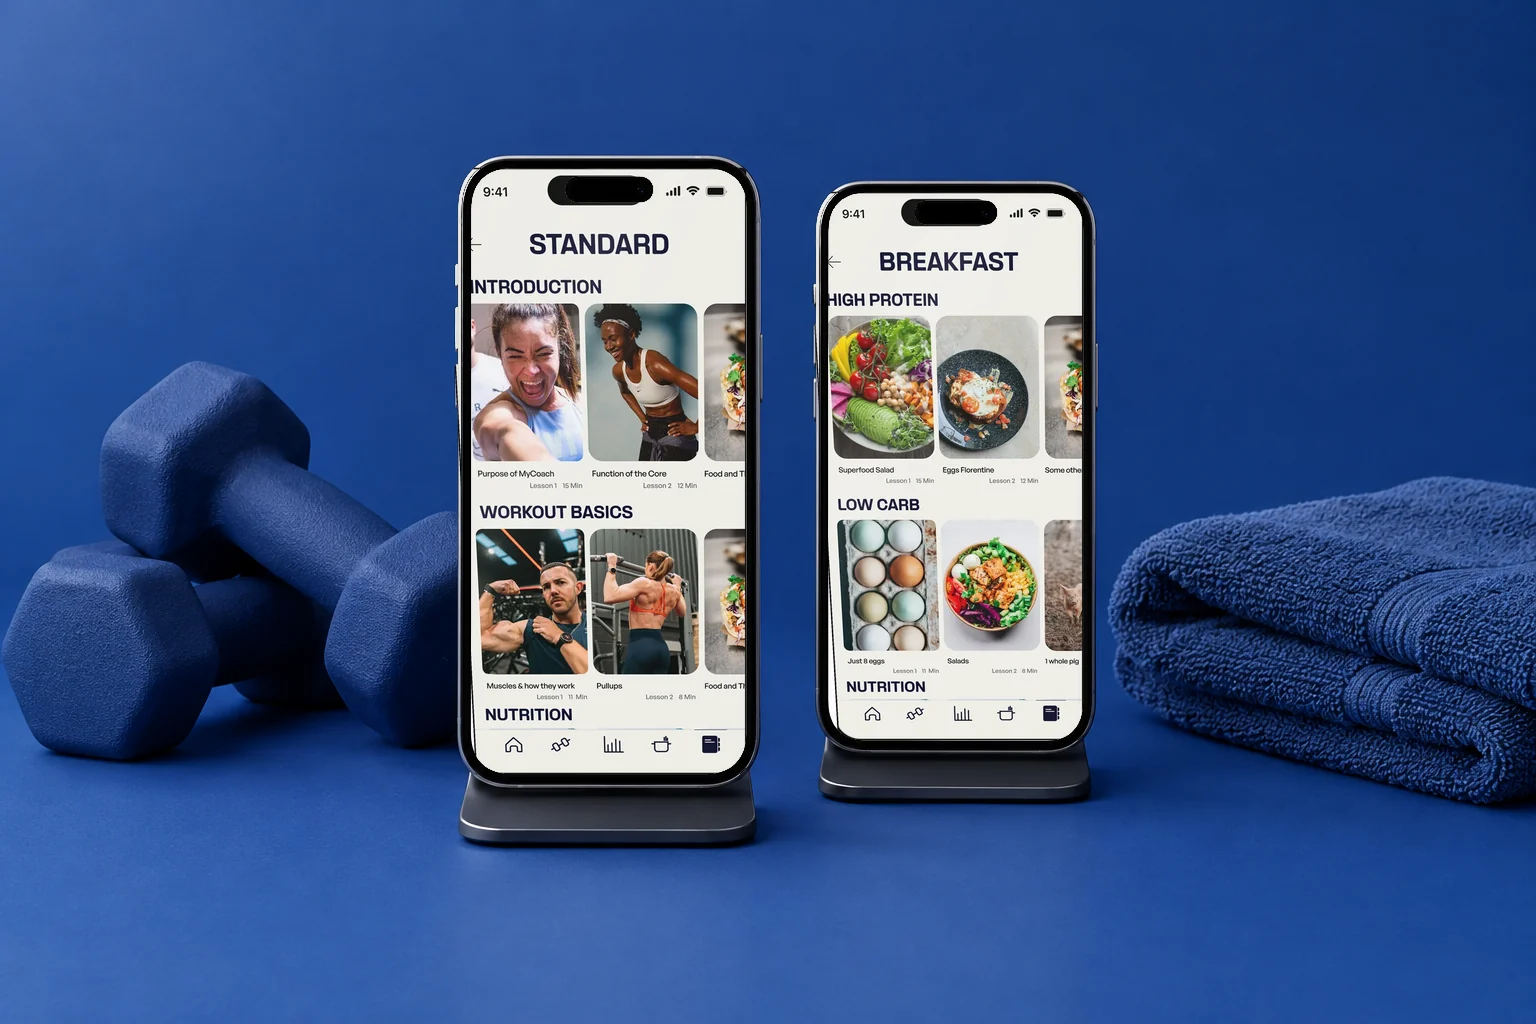 9:41
STANDARD
INTRODUCTION
Purpose of MyCoach
Lesson 1 15 Min
Function of the Core
Lesson 2 12 Min
Food and Th
WORKOUT BASICS
Muscles & how they work
Lesson 1 11 Min
Pullups
Lesson 2 8 Min
Food and Th
NUTRITION
9:41
BREAKFAST
HIGH PROTEIN
Superfood Salad
Lesson 1 15 Min
Eggs Florentine
Lesson 2 12 Min
Some othe
LOW CARB
Just 8 eggs
Lesson 1 11 Min
Salads
Lesson 2 8 Min
1 whole pig
NUTRITION